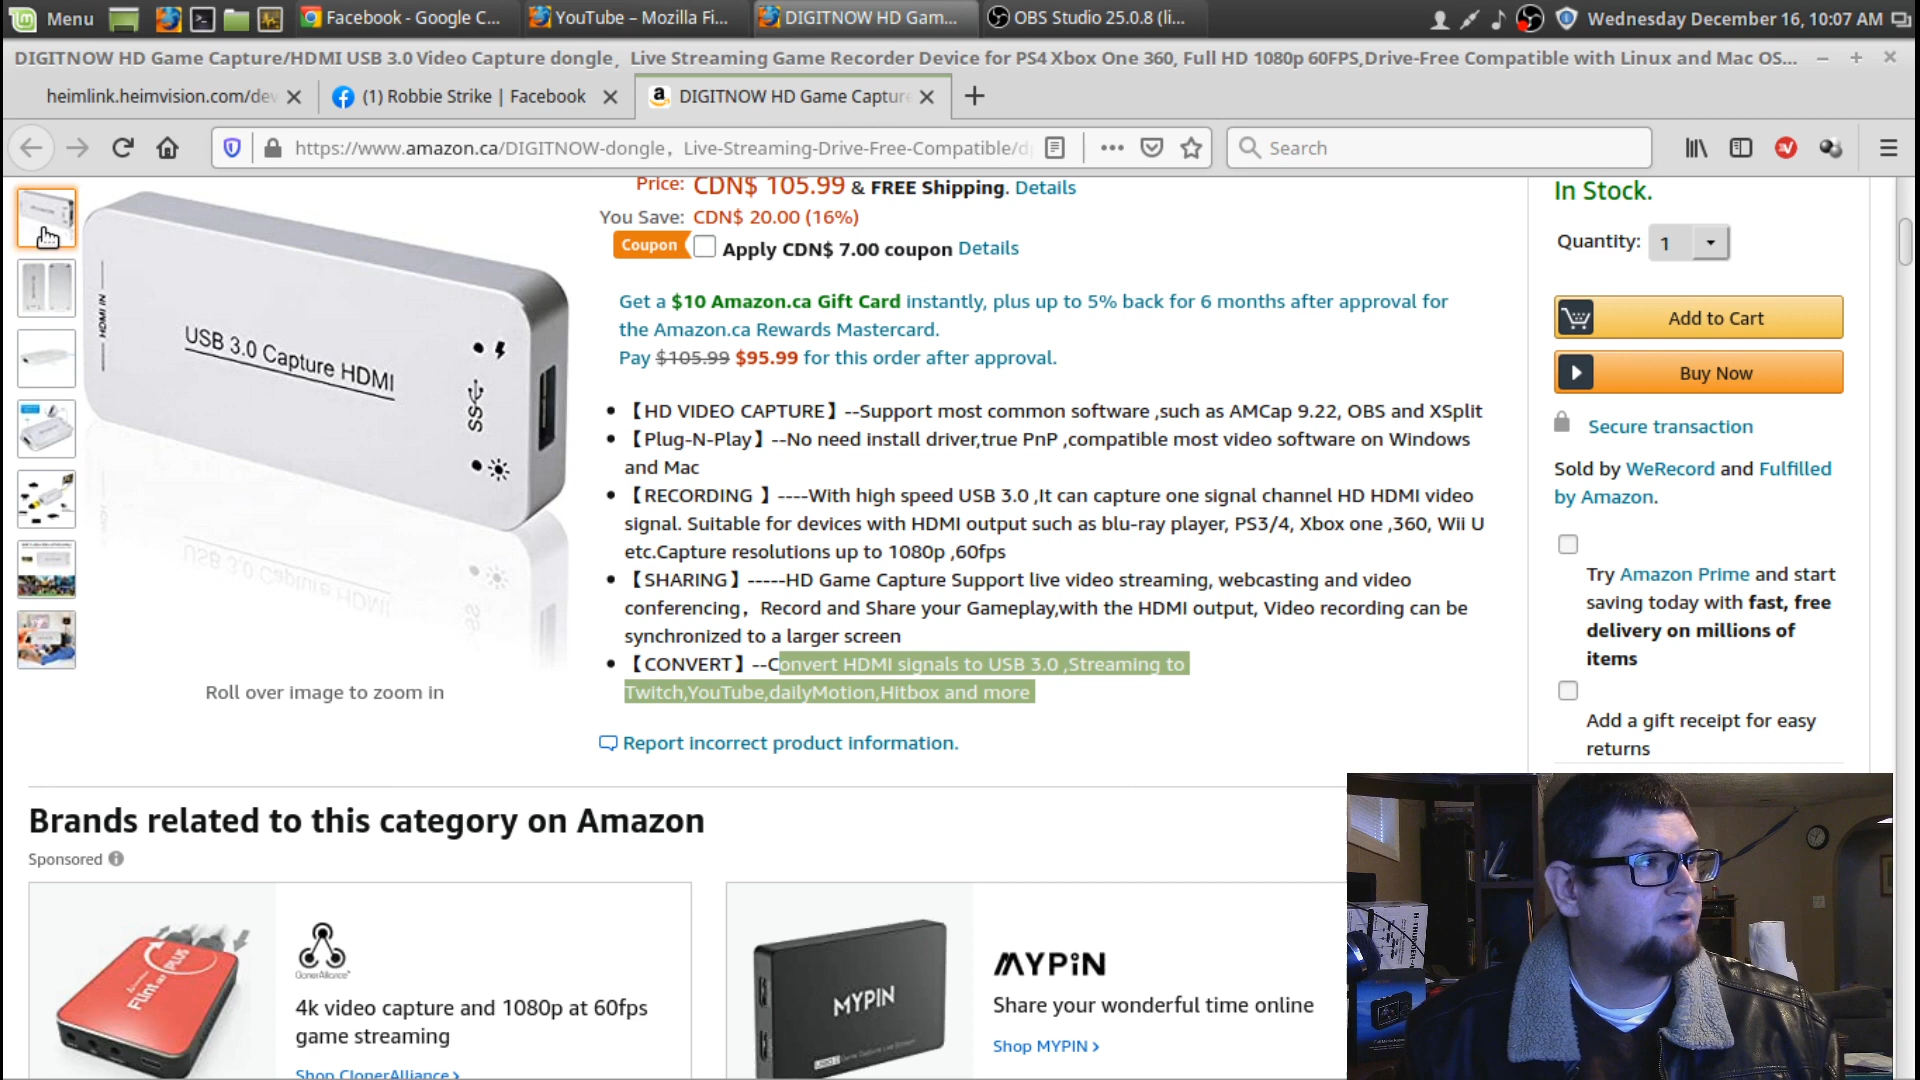 Menu
Facebook - Google C...
YouTube – Mozilla Fi...
DIGITNOW HD Gam...
OBS Studio 25.0.8 (li...
Wednesday December 16, 10:07 AM
DIGITNOW HD Game Capture/HDMI USB 3.0 Video Capture dongle，Live Streaming Game Recorder Device for PS4 Xbox One 360, Full HD 1080p 60FPS,Drive-Free Compatible with Linux and Mac OS...
heimlink.heimvision.com/dev
(1) Robbie Strike | Facebook
DIGITNOW HD Game Capture
https://www.amazon.ca/DIGITNOW-dongle，Live-Streaming-Drive-Free-Compatible/d
Search
Price: CDN$ 105.99 & FREE Shipping. Details
You Save: CDN$ 20.00 (16%)
Coupon Apply CDN$ 7.00 coupon Details
Get a $10 Amazon.ca Gift Card instantly, plus up to 5% back for 6 months after approval for
the Amazon.ca Rewards Mastercard.
Pay $105.99 $95.99 for this order after approval.
• 【HD VIDEO CAPTURE】--Support most common software ,such as AMCap 9.22, OBS and XSplit
• 【Plug-N-Play】--No need install driver,true PnP ,compatible most video software on Windows
and Mac
• 【RECORDING 】----With high speed USB 3.0 ,It can capture one signal channel HD HDMI video
signal. Suitable for devices with HDMI output such as blu-ray player, PS3/4, Xbox one ,360, Wii U
etc.Capture resolutions up to 1080p ,60fps
• 【SHARING】-----HD Game Capture Support live video streaming, webcasting and video
conferencing，Record and Share your Gameplay,with the HDMI output, Video recording can be
synchronized to a larger screen
• 【CONVERT】--Convert HDMI signals to USB 3.0 ,Streaming to
Twitch,YouTube,dailyMotion,Hitbox and more
Report incorrect product information.
HDMI IN
USB 3.0 Capture HDMI
SS
Roll over image to zoom in
In Stock.
Quantity: 1
Add to Cart
Buy Now
Secure transaction
Sold by WeRecord and Fulfilled
by Amazon.
Try Amazon Prime and start
saving today with fast, free
delivery on millions of
items
Add a gift receipt for easy
returns
Brands related to this category on Amazon
Sponsored
Flint
PLUS
ClonerAlliance
4k video capture and 1080p at 60fps
game streaming
Shop ClonerAlliance ›
MYPIN
MYPiN
Share your wonderful time online
Shop MYPIN ›